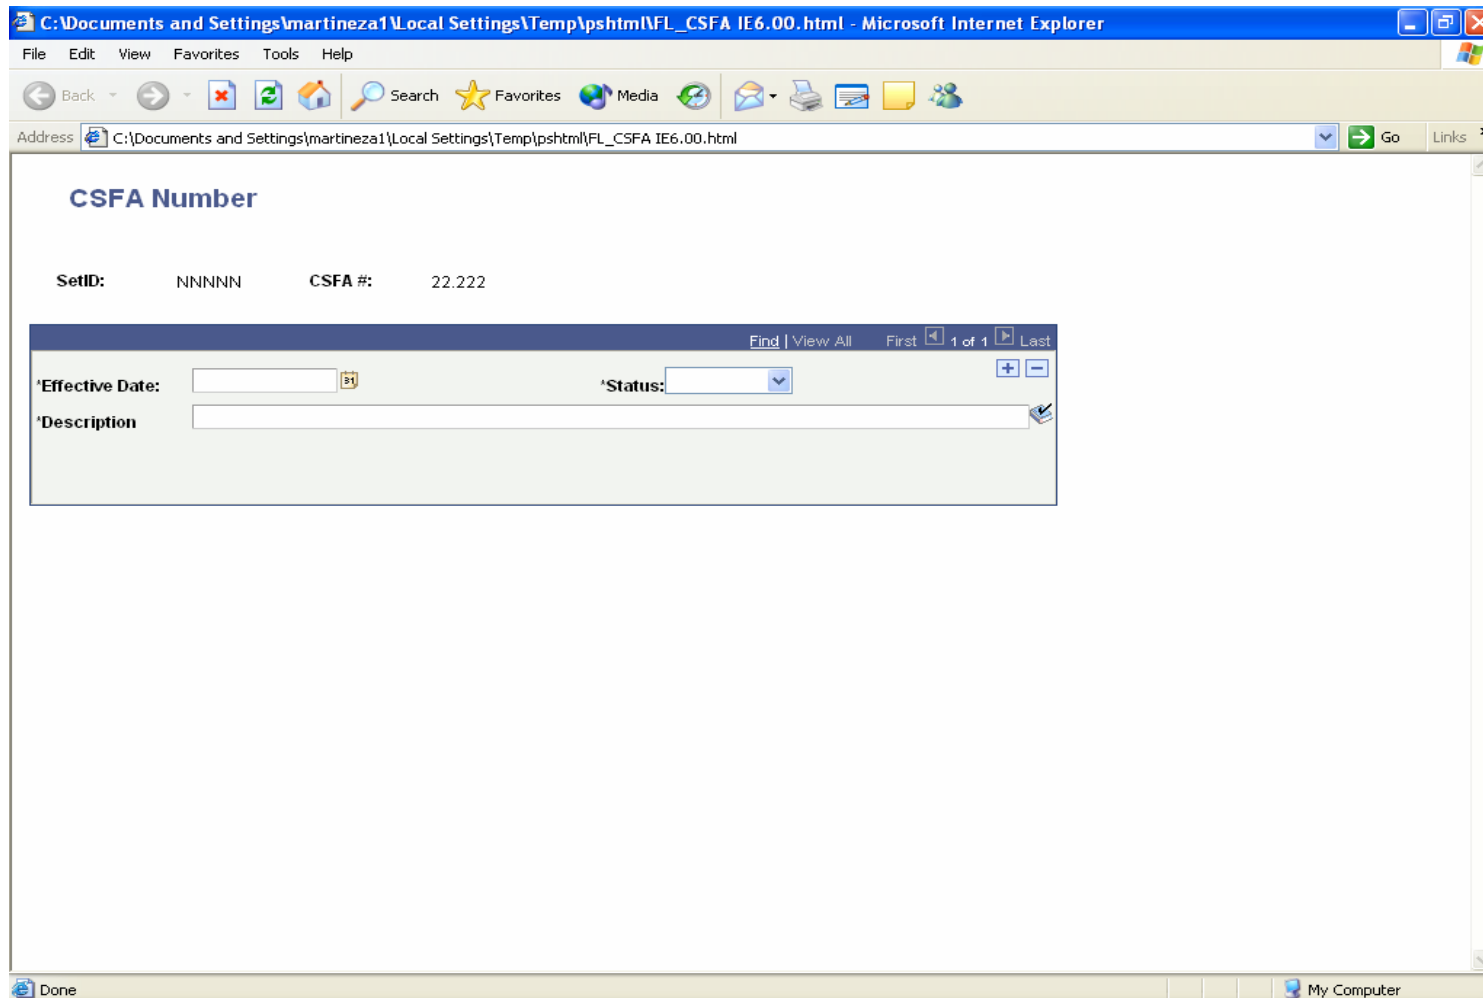 C:\Documents and Settings\martineza1\Local Settings\Temp\pshtml\FL_CSFA IE6.00.html - Microsoft Internet Explorer
File Edit View Favorites Tools Help
Back Search Favorites Media
Address C:\Documents and Settings\martineza1\Local Settings\Temp\pshtml\FL_CSFA IE6.00.html Go Links
CSFA Number
SetID: NNNNN CSFA #: 22.222
Find | View All First 1 of 1 Last
*Effective Date: 31 *Status:
*Description
Done My Computer